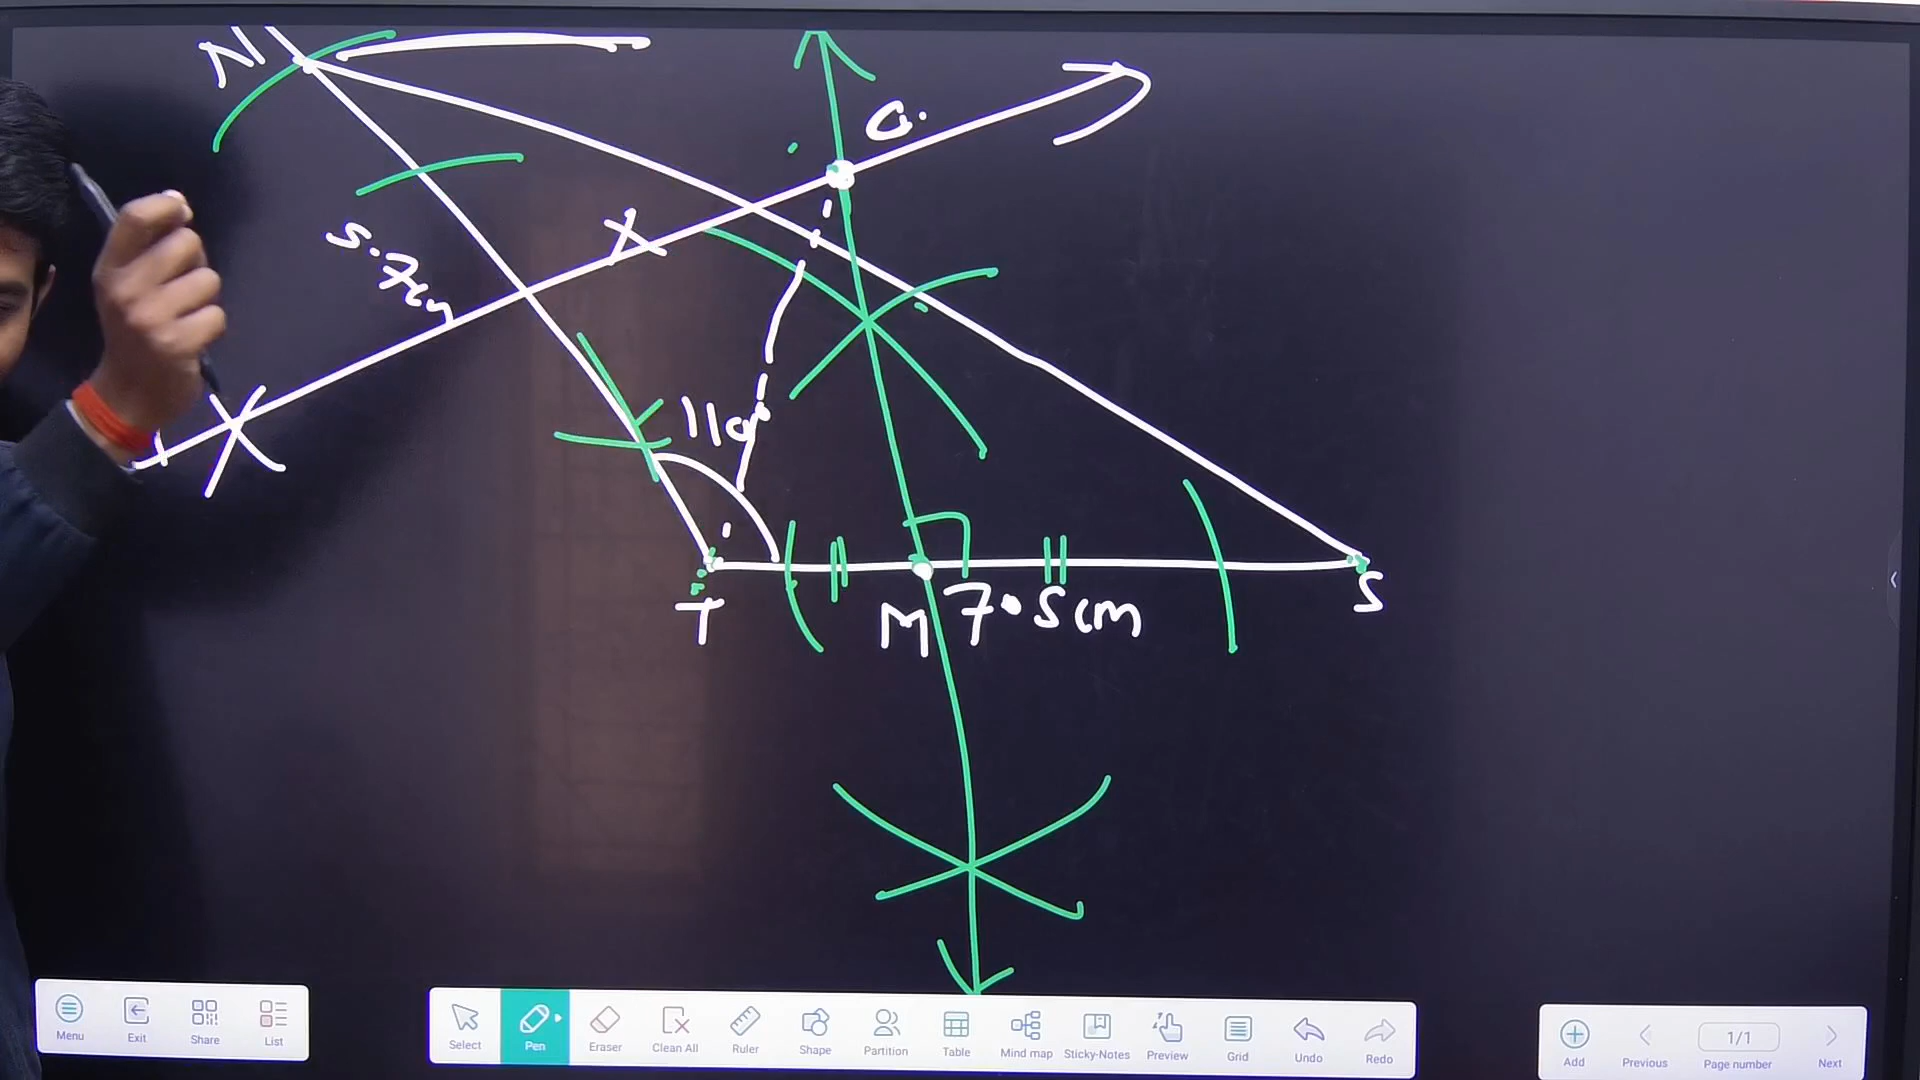 N
C.
5.7cm
110°
T
M
7.5cm
S
Menu
Exit
Share
List
Select
Pen
Eraser
Clean All
Ruler
Shape
Partition
Table
Mind map
Sticky-Notes
Preview
Grid
Undo
Redo
Add
Previous
1/1
Page number
Next